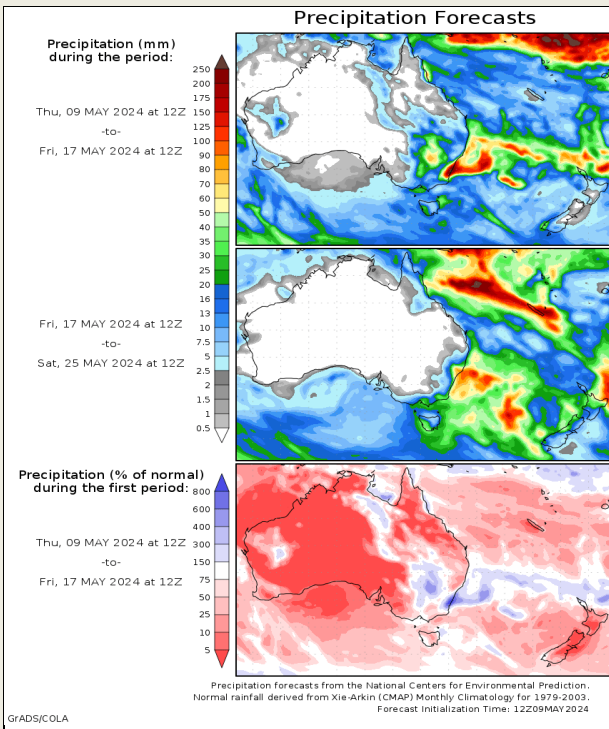 Precipitation Forecasts
Precipitation (mm)
during the period:
Thu, 09 MAY 2024 at 12Z
-to-
Fri, 17 MAY 2024 at 12Z
250
200
175
150
125
100
90
80
70
60
50
40
35
30
25
20
16
13
10
7.5
5
2.5
2
1.5
1
0.5
Fri, 17 MAY 2024 at 12Z
-to-
Sat, 25 MAY 2024 at 12Z
Precipitation (% of normal)
during the first period:
Thu, 09 MAY 2024 at 12Z
-to-
Fri, 17 MAY 2024 at 12Z
800
600
400
300
150
75
50
25
10
5
Precipitation forecasts from the National Centers for Environmental Prediction.
Normal rainfall derived from Xie-Arkin (CMAP) Monthly Climatology for 1979-2003.
Forecast Initialization Time: 12Z09MAY2024
GrADS/COLA